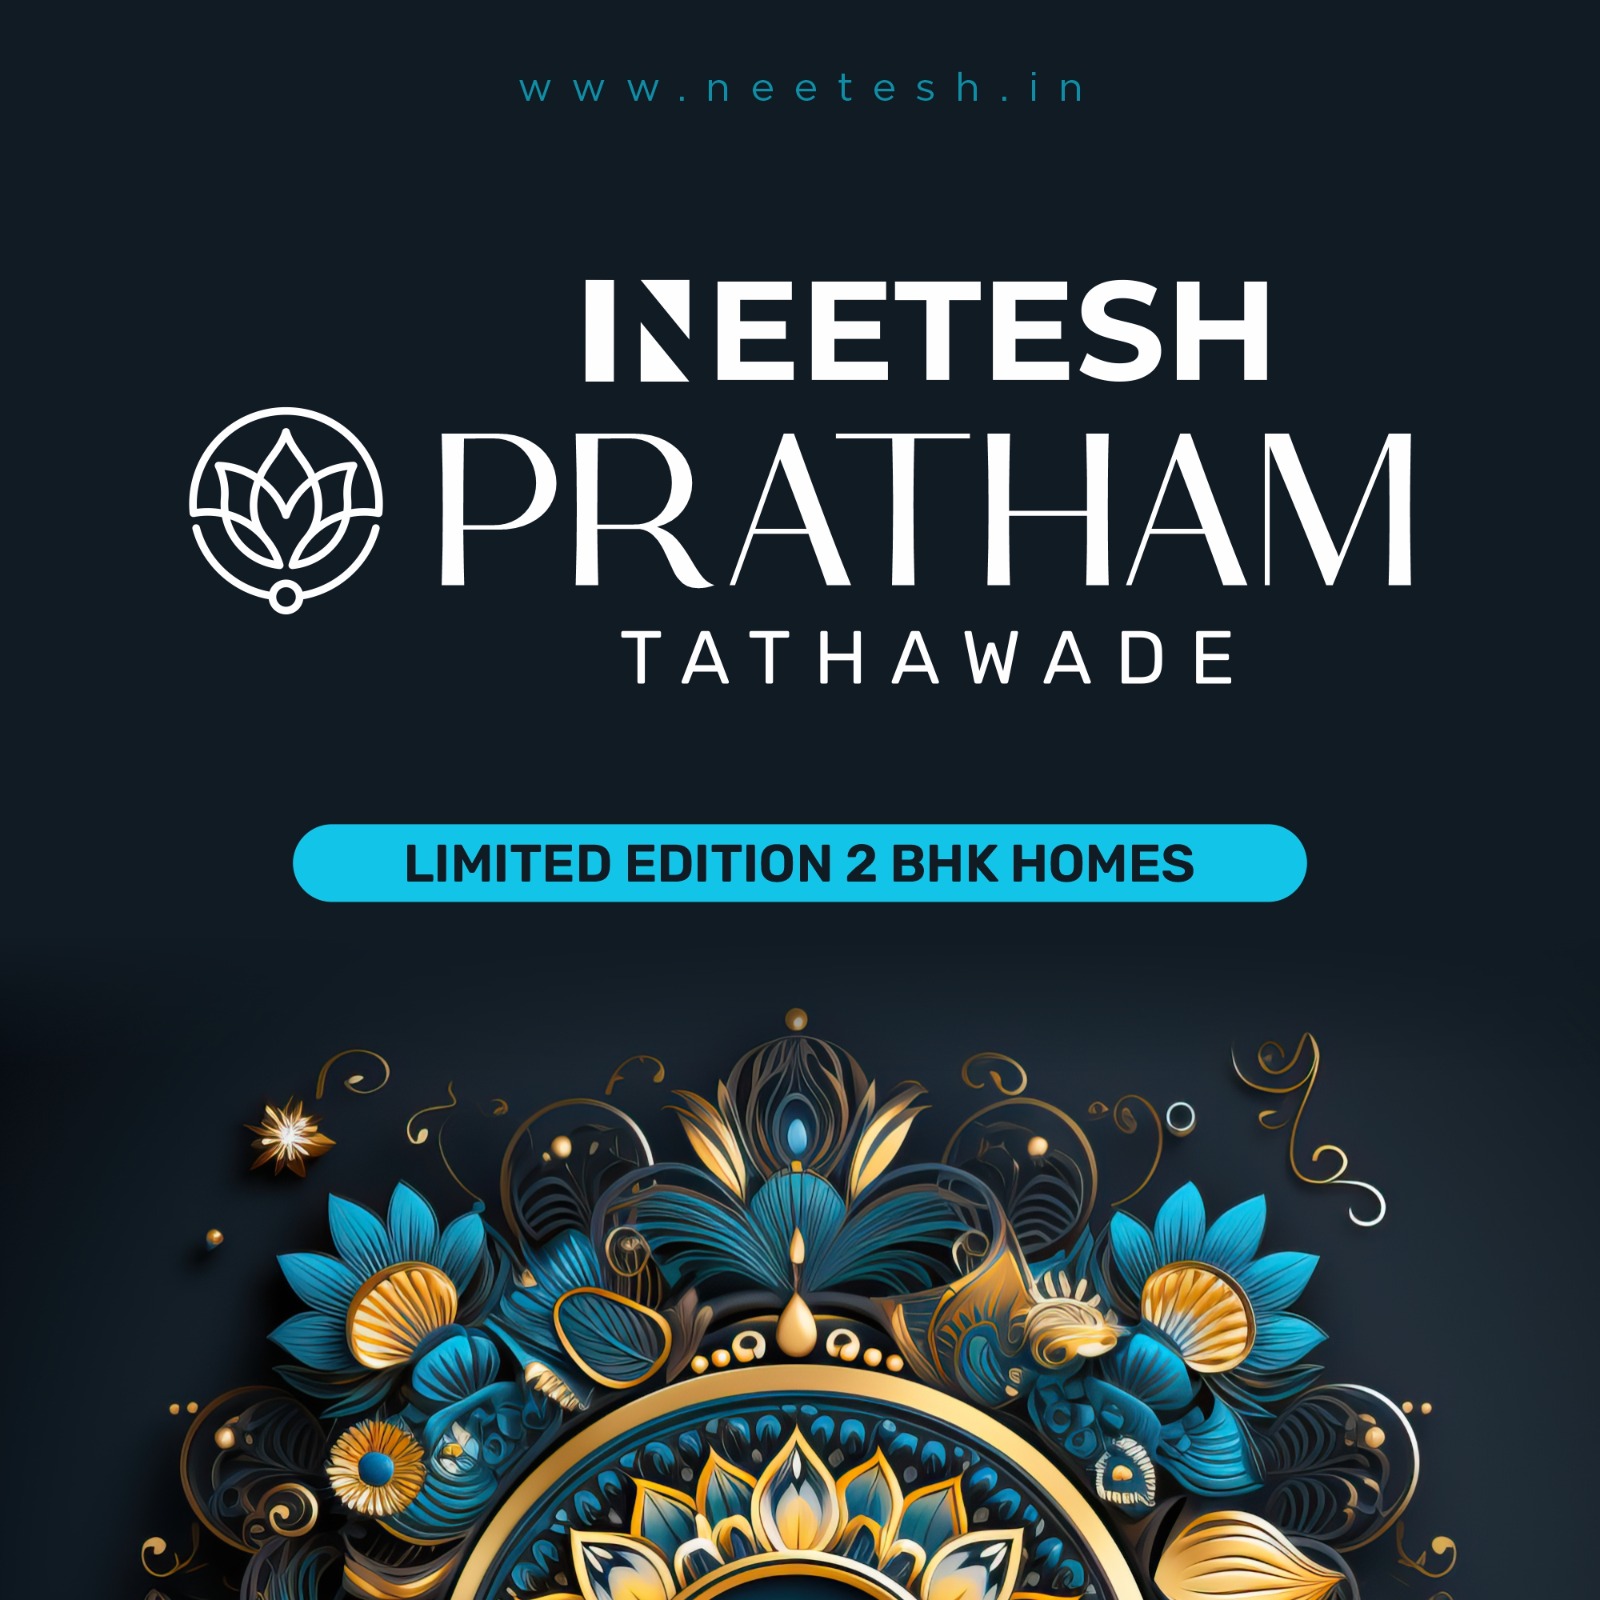 www.neetesh.in
NEETESH
PRATHAM
TATHAWADE
LIMITED EDITION 2 BHK HOMES